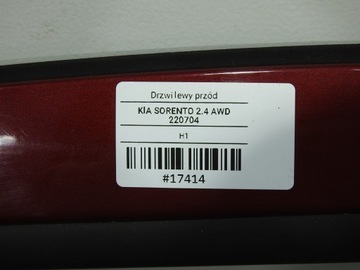 Drzwi lewy przód
KIA SORENTO 2.4 AWD
220704
H1
#17414